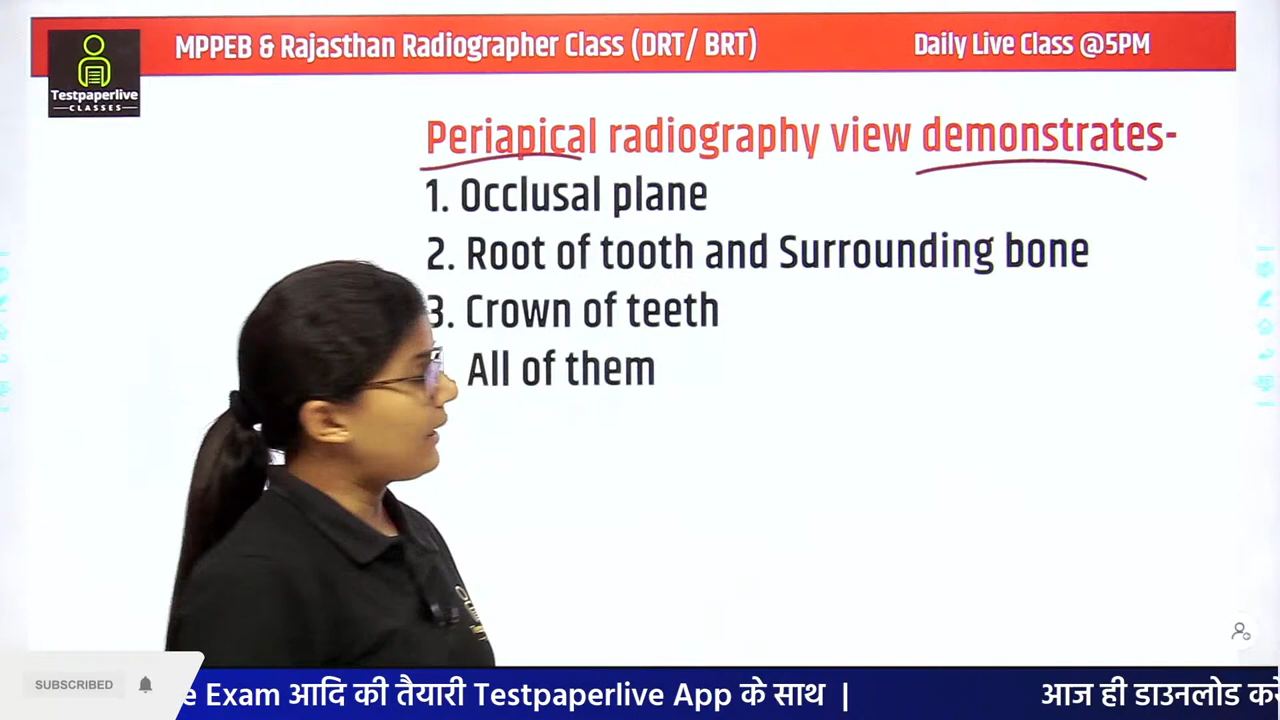 MPPEB & Rajasthan Radiographer Class (DRT/ BRT)
Daily Live Class @5PM
Testpaperlive
CLASSES
Periapical radiography view demonstrates-
1. Occlusal plane
2. Root of tooth and Surrounding bone
3. Crown of teeth
All of them
SUBSCRIBED
e Exam आदि की तैयारी Testpaperlive App के साथ |
आज ही डाउनलोड करे